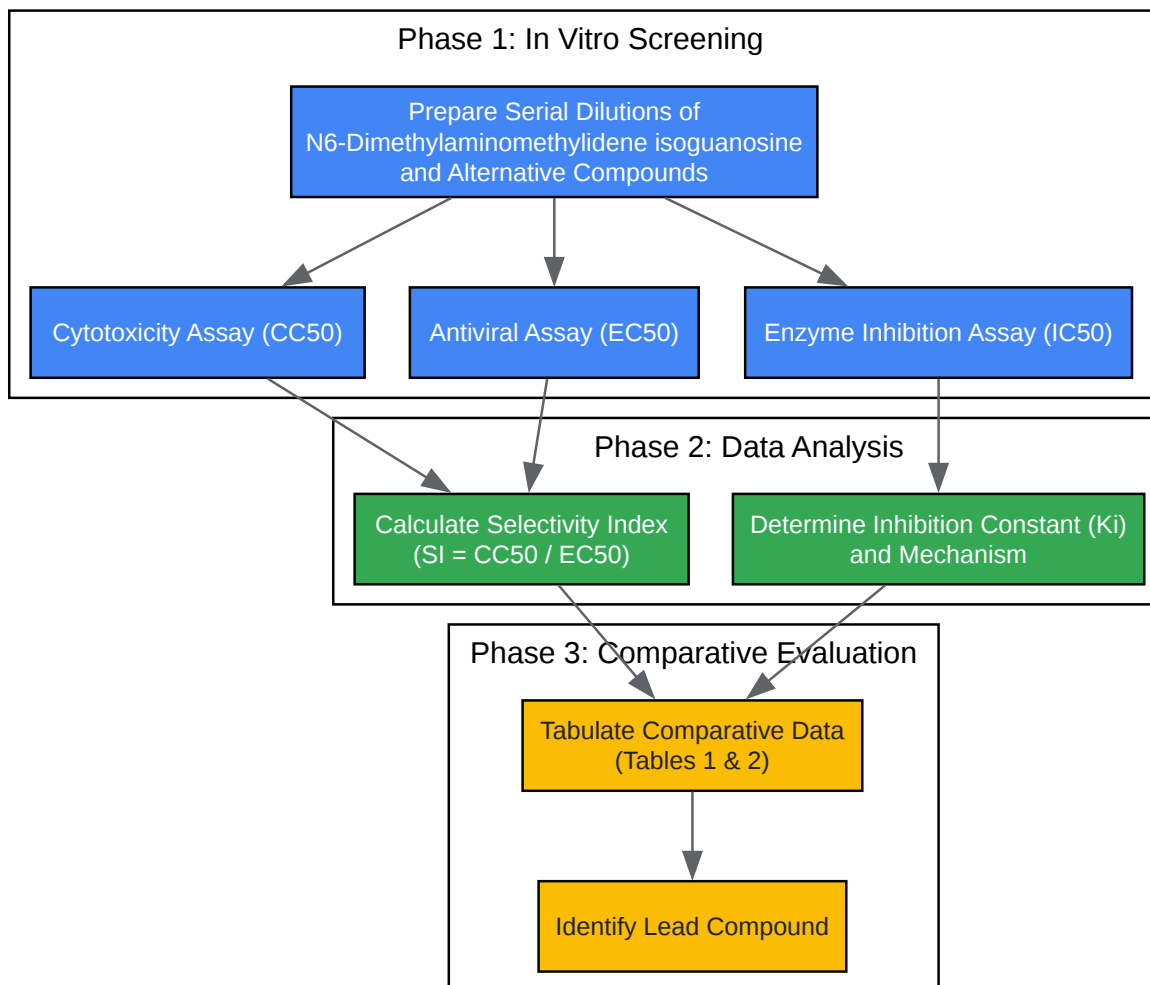 Phase 1: In Vitro Screening
Prepare Serial Dilutions of
N6-Dimethylaminomethylidene isoguanosine
and Alternative Compounds
Cytotoxicity Assay (CC50)
Antiviral Assay (EC50)
Enzyme Inhibition Assay (IC50)
Phase 2: Data Analysis
Calculate Selectivity Index
(SI = CC50 / EC50)
Determine Inhibition Constant (Ki)
and Mechanism
Phase 3: Comparative Evaluation
Tabulate Comparative Data
(Tables 1 & 2)
Identify Lead Compound